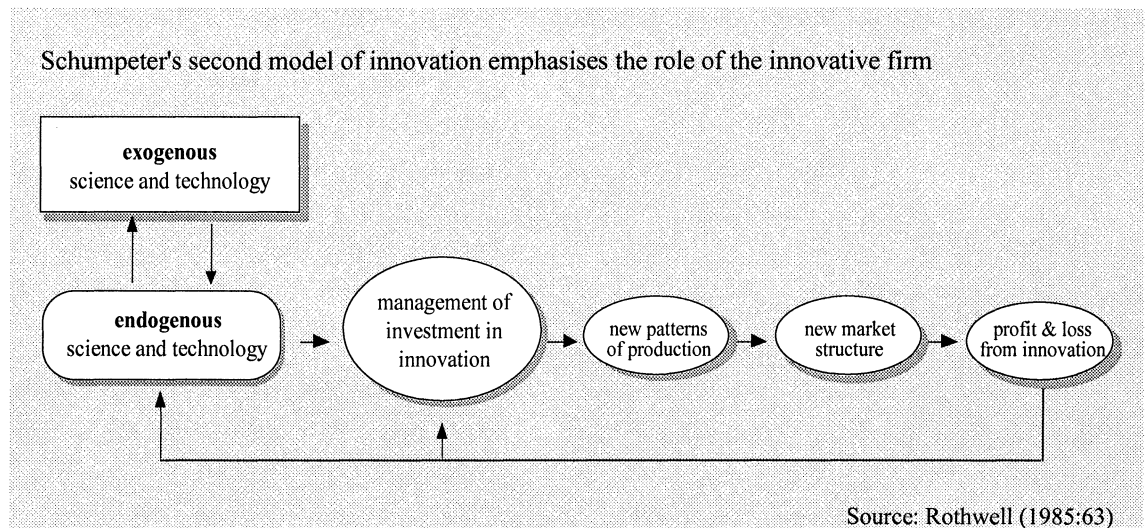 Schumpeter's second model of innovation emphasises the role of the innovative firm
exogenous
science and technology
endogenous
science and technology
management of
investment in
innovation
new patterns
of production
new market
structure
profit & loss
from innovation
Source: Rothwell (1985:63)